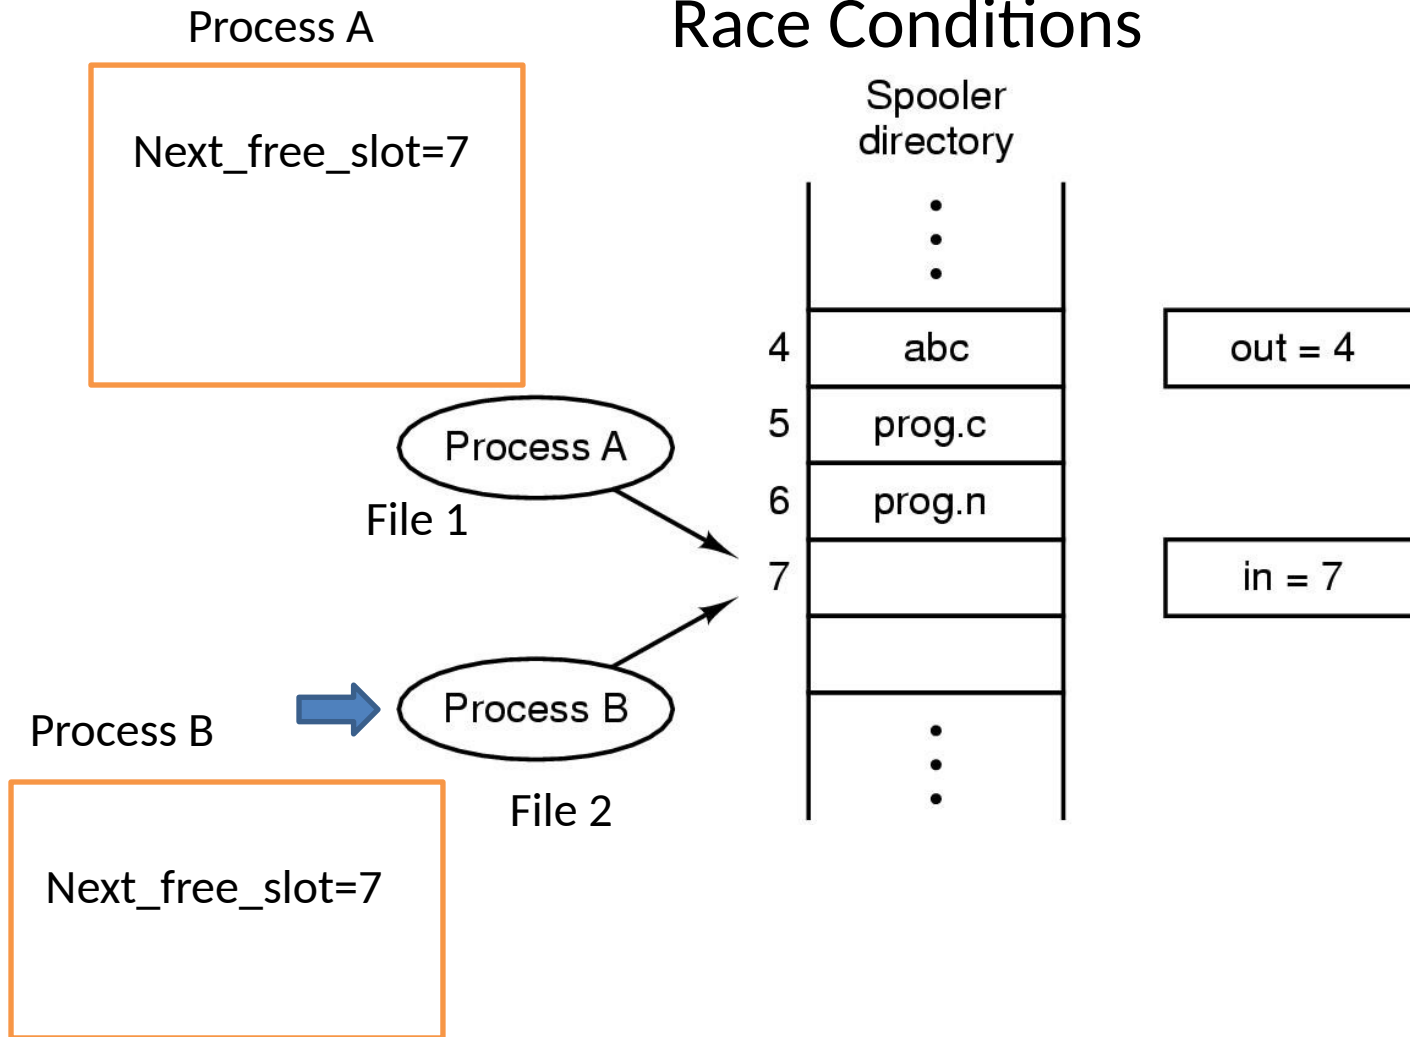 Process A
Race Conditions
Next_free_slot=7
Spooler
directory
4 abc out = 4
5 prog.c
Process A
6 prog.n
File 1
7 in = 7
Process B
Process B
File 2
Next_free_slot=7